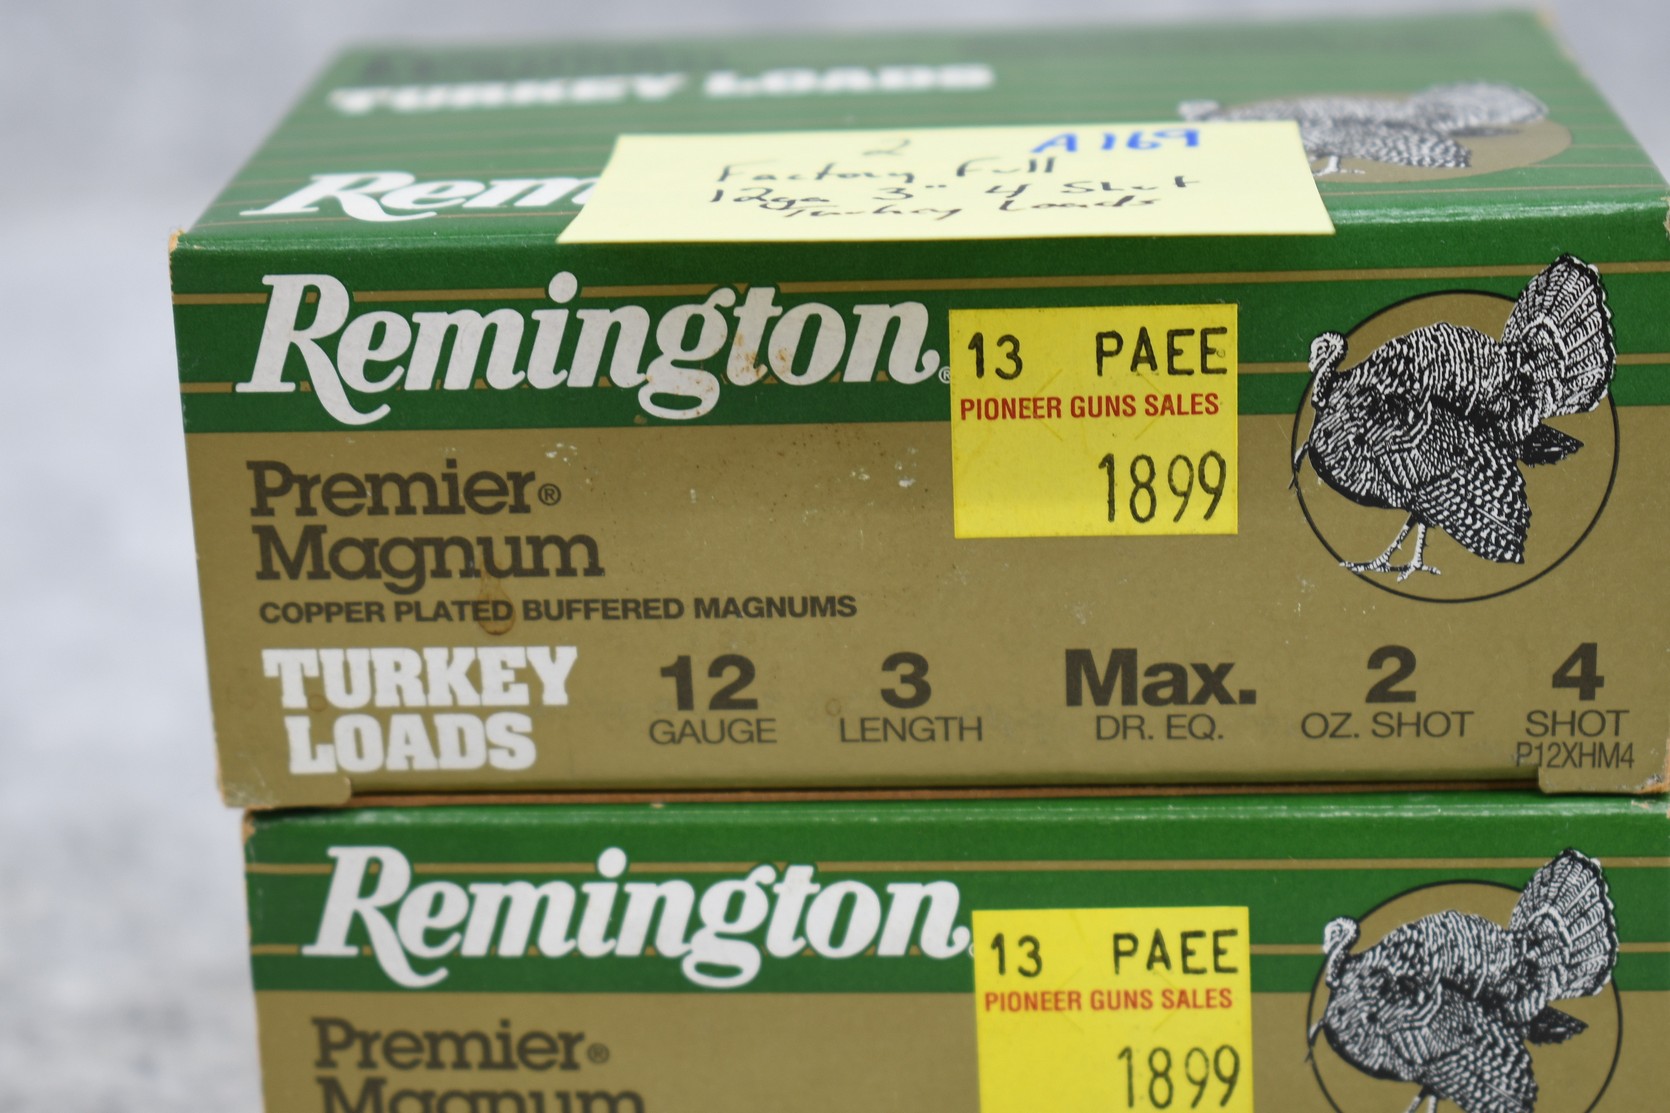 TURKEY LOADS
Rem
2 A169
Factory Full
12ga 3" 4 Shot
Turkey Loads
Remington®
13 PAEE
PIONEER GUNS SALES
1899
Premier®
Magnum
COPPER PLATED BUFFERED MAGNUMS
TURKEY
LOADS
12 3 Max. 2 4
GAUGE LENGTH DR. EQ. OZ. SHOT SHOT
P12XHM4
Remington
13 PAEE
PIONEER GUNS SALES
1899
Premier®
Magnum